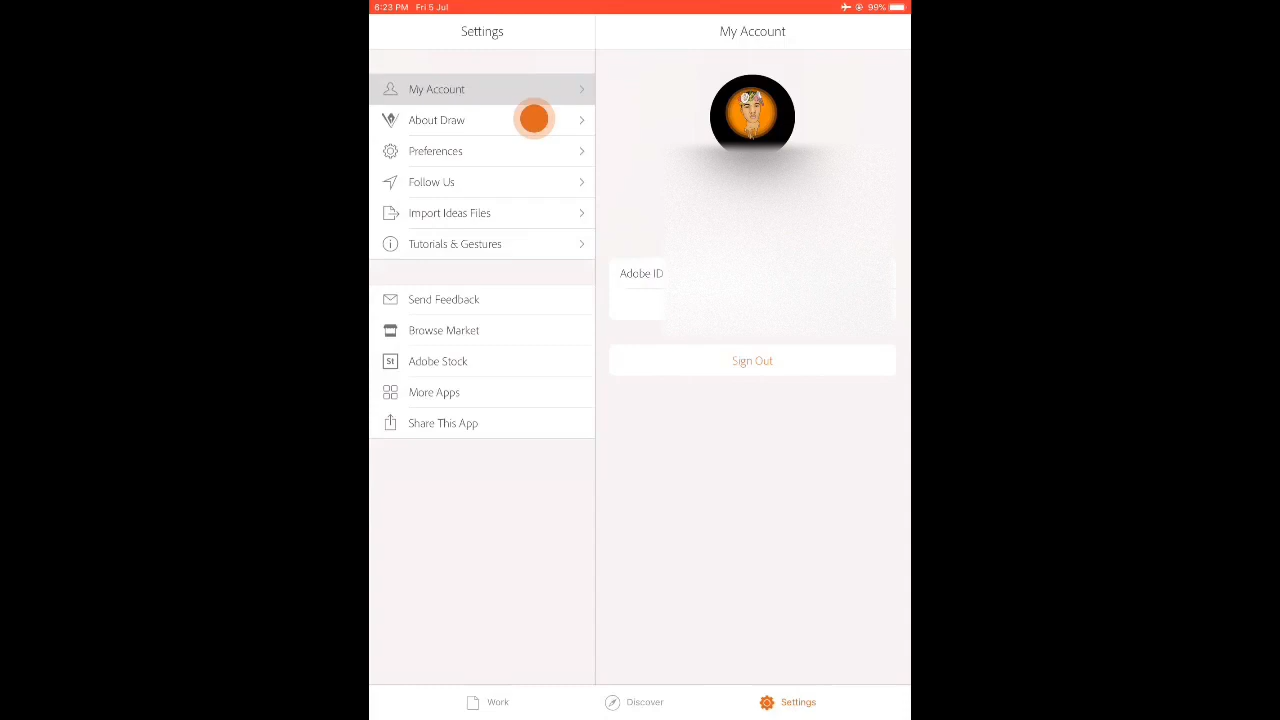 6:23 PM Fri 5 Jul 99%
Settings
My Account
About Draw
Preferences
Follow Us
Import Ideas Files
Tutorials & Gestures
Send Feedback
Browse Market
St Adobe Stock
More Apps
Share This App
My Account
Adobe ID
Sign Out
Work
Discover
Settings